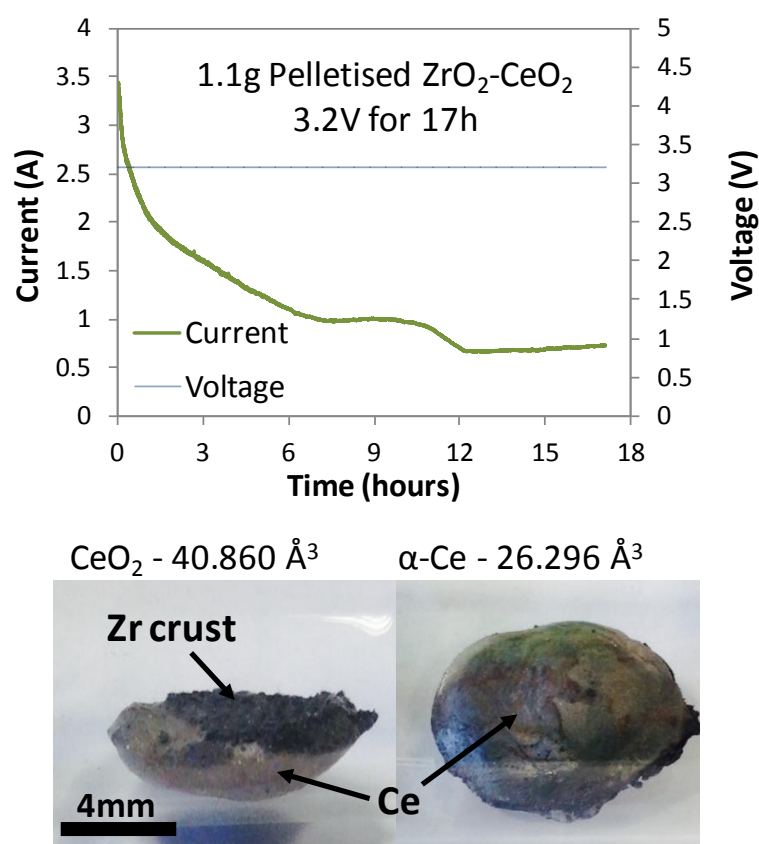 1.1g Pelletised ZrO₂-CeO₂
3.2V for 17h
Current (A)
4
3.5
3
2.5
2
1.5
1
0.5
0
Voltage (V)
5
4.5
4
3.5
3
2.5
2
1.5
1
0.5
0
Current
Voltage
0 3 6 9 12 15 18
Time (hours)
CeO₂ - 40.860 Å³
α-Ce - 26.296 Å³
Zr crust
Ce
4mm